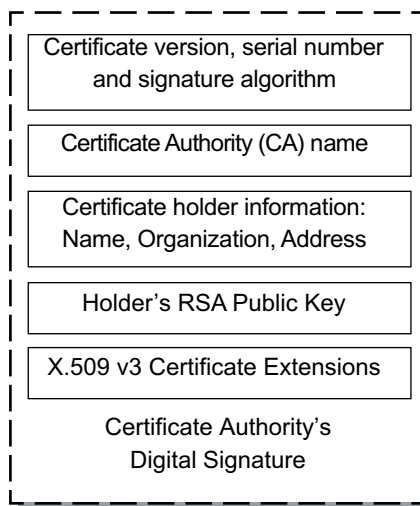 Certificate version, serial number
and signature algorithm
Certificate Authority (CA) name
Certificate holder information:
Name, Organization, Address
Holder's RSA Public Key
X.509 v3 Certificate Extensions
Certificate Authority's
Digital Signature